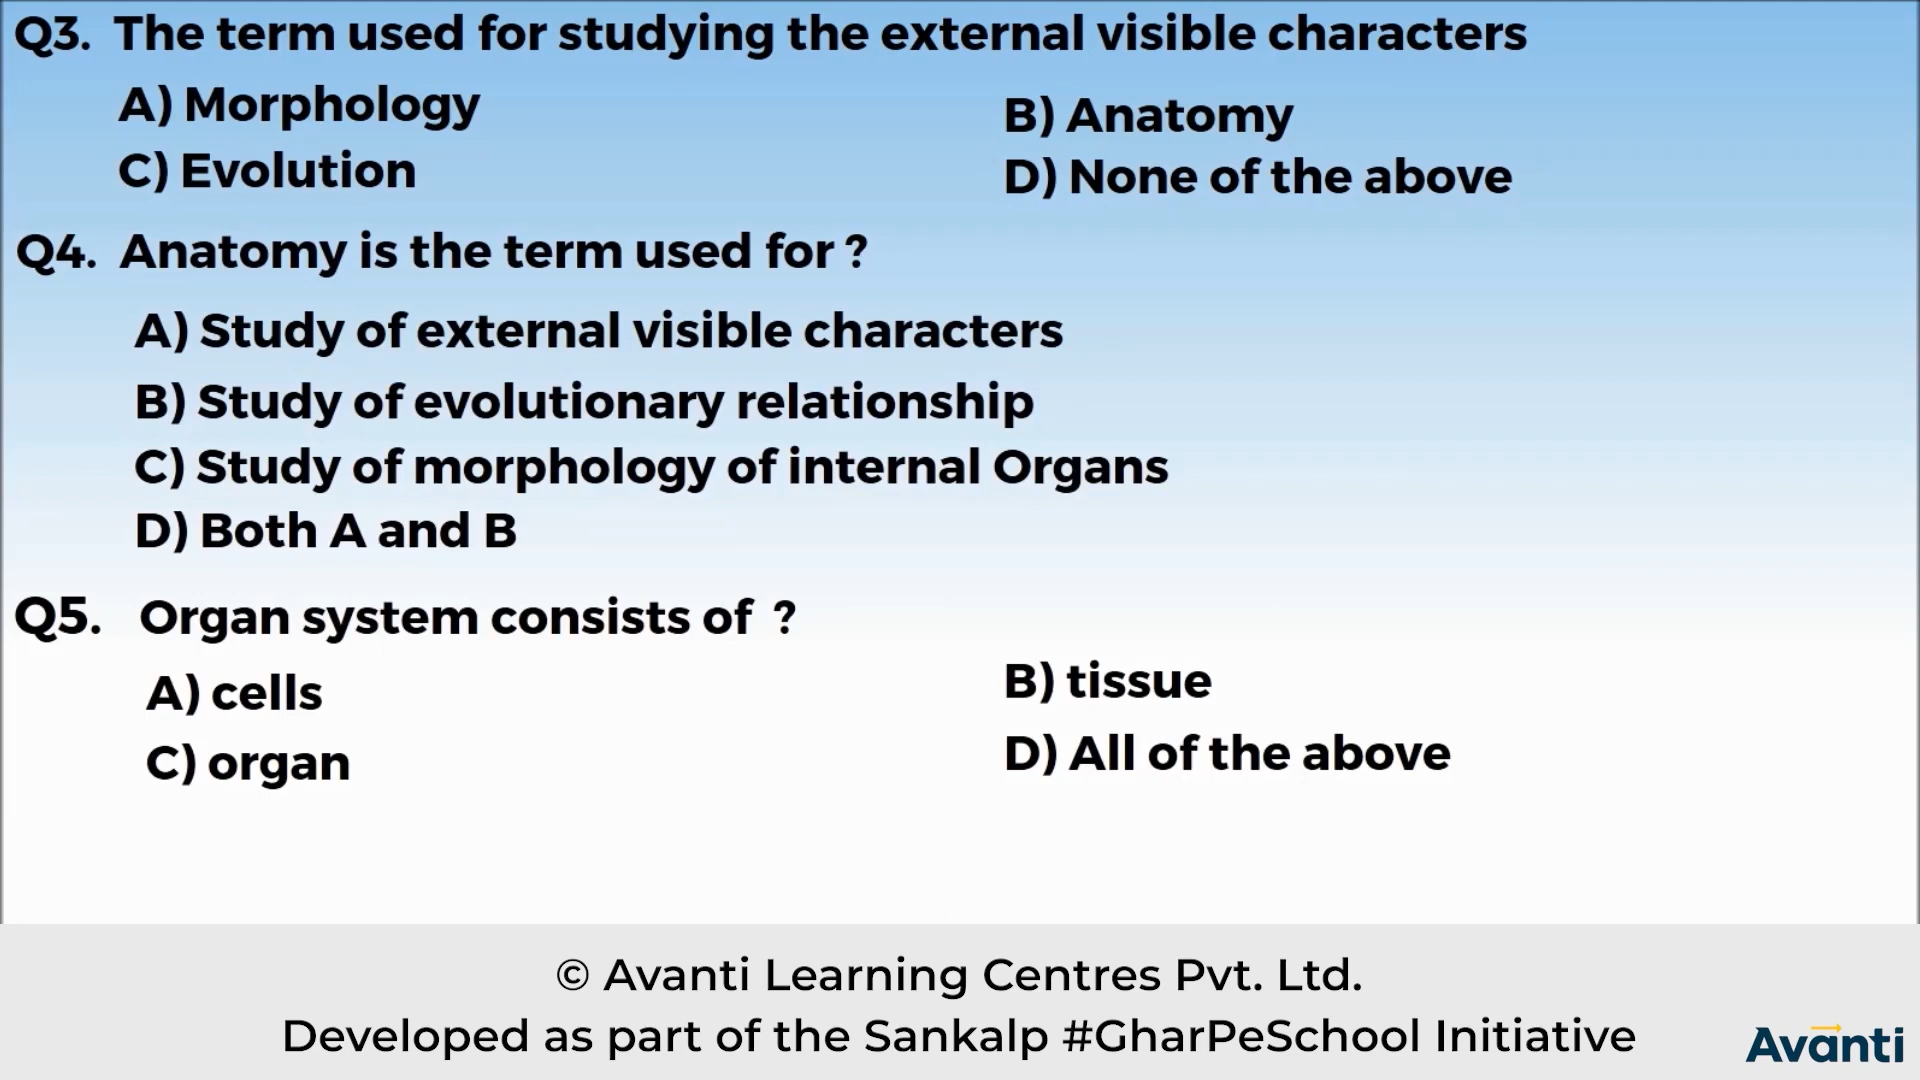 Q3. The term used for studying the external visible characters
A) Morphology
B) Anatomy
C) Evolution
D) None of the above
Q4. Anatomy is the term used for ?
A) Study of external visible characters
B) Study of evolutionary relationship
C) Study of morphology of internal Organs
D) Both A and B
Q5. Organ system consists of ?
A) cells
B) tissue
C) organ
D) All of the above
© Avanti Learning Centres Pvt. Ltd.
Developed as part of the Sankalp #GharPeSchool Initiative
Avanti